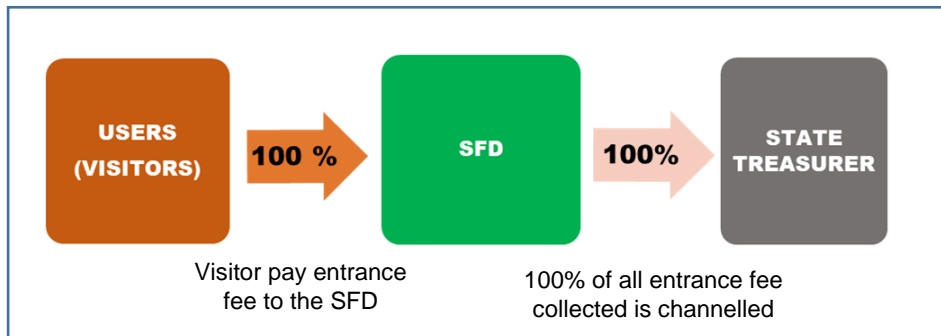 USERS
(VISITORS)
100 %
SFD
100%
STATE
TREASURER
Visitor pay entrance
fee to the SFD
100% of all entrance fee
collected is channelled